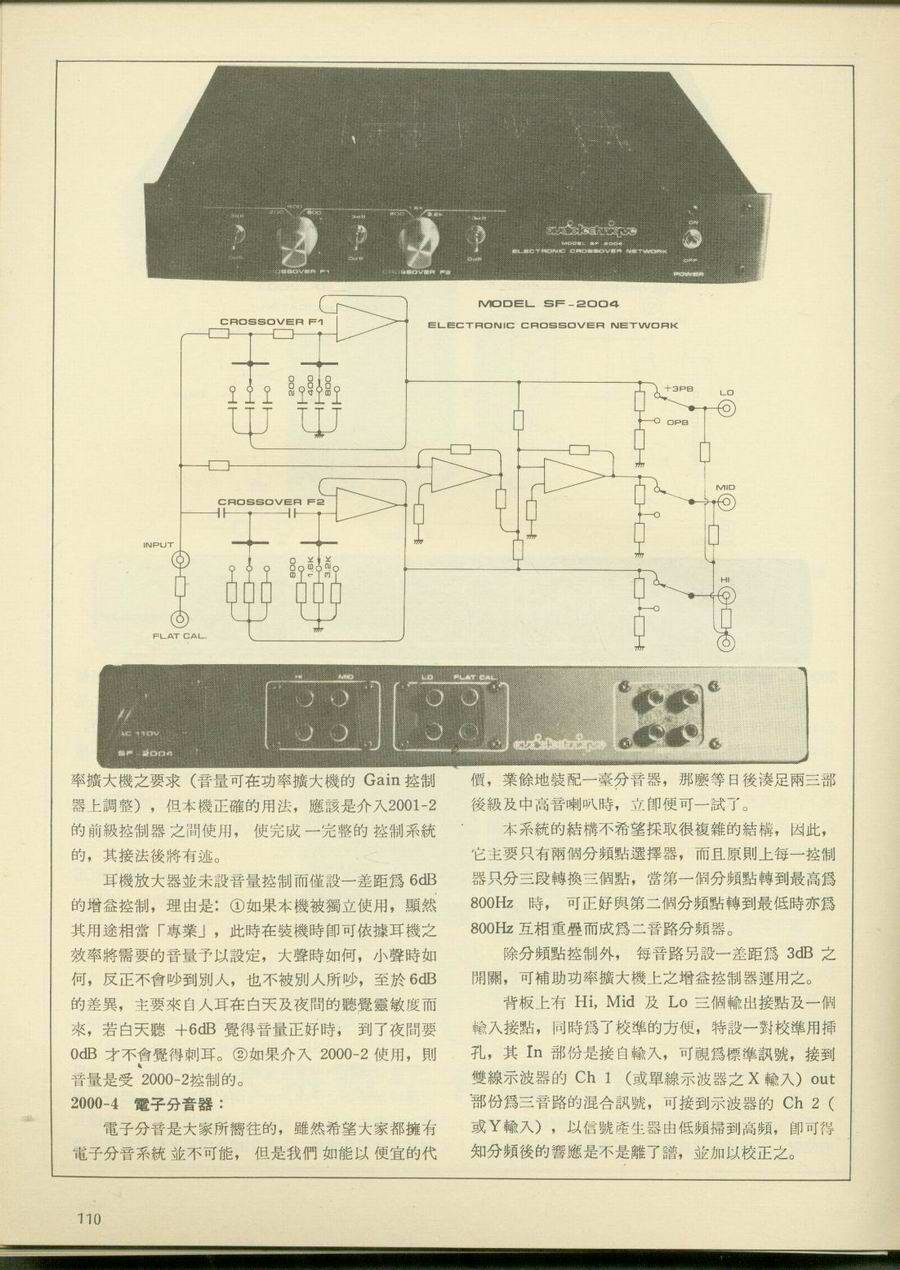 400
+3dB
200
800
+3dB
1.6K
800
3.2K
+3dB
ON
audiotechnique
MODEL SF 2004
ELECTRONIC CROSSOVER NETWORK
0dB
0dB
0dB
OFF
CROSSOVER F1
CROSSOVER F2
POWER
MODEL SF-2004
ELECTRONIC CROSSOVER NETWORK
CROSSOVER F1
200
400
800
+3PB
LO
0PB
MID
CROSSOVER F2
INPUT
800
1.6K
3.2K
HI
FLAT CAL.
HI
MID
LO
FLAT CAL.
AC 110V
SF-2004
audiotechnique
率擴大機之要求（音量可在功率擴大機的 Gain 控制
器上調整），但本機正確的用法，應該是介入2001-2
的前級控制器之間使用，使完成一完整的控制系統
的，其接法後將有述。
耳機放大器並未設音量控制而僅設一差距爲 6dB
的增益控制，理由是：①如果本機被獨立使用，顯然
其用途相當「專業」，此時在裝機時卽可依據耳機之
效率將需要的音量予以設定，大聲時如何，小聲時如
何，反正不會吵到別人，也不被別人所吵，至於 6dB
的差異，主要來自人耳在白天及夜間的聽覺靈敏度而
來，若白天聽 +6dB 覺得音量正好時，到了夜間要
0dB 才不會覺得刺耳。②如果介入 2000-2 使用，則
音量是受 2000-2控制的。
2000-4 電子分音器：
電子分音是大家所嚮往的，雖然希望大家都擁有
電子分音系統並不可能，但是我們如能以便宜的代
價，業餘地裝配一臺分音器，那麼等日後湊足兩三部
後級及中高音喇叭時，立卽便可一試了。
本系統的結構不希望採取很複雜的結構，因此，
它主要只有兩個分頻點選擇器，而且原則上每一控制
器只分三段轉換三個點，當第一個分頻點轉到最高爲
800Hz 時，可正好與第二個分頻點轉到最低時亦爲
800Hz 互相重疊而成爲二音路分頻器。
除分頻點控制外，每音路另設一差距爲 3dB 之
開關，可補助功率擴大機上之增益控制器運用之。
背板上有 Hi, Mid 及 Lo 三個輸出接點及一個
輸入接點，同時爲了校準的方便，特設一對校準用揷
孔，其 In 部份是接自輸入，可視爲標準訊號，接到
雙線示波器的 Ch 1（或單線示波器之X輸入）out
部份爲三音路的混合訊號，可接到示波器的 Ch 2（
或Y輸入），以信號產生器由低頻掃到高頻，卽可得
知分頻後的響應是不是離了譜，並加以校正之。
110